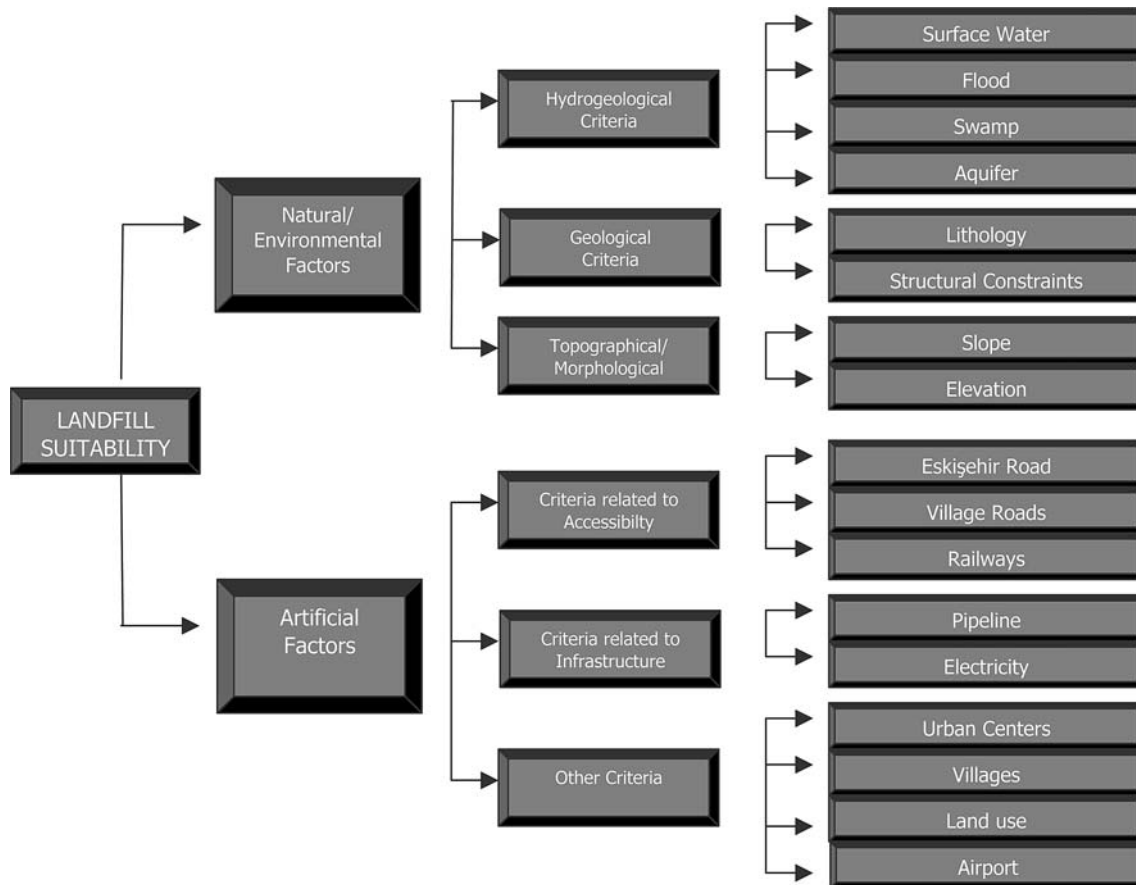 LANDFILL
SUITABILITY
Natural/
Environmental
Factors
Hydrogeological
Criteria
Surface Water
Flood
Swamp
Aquifer
Geological
Criteria
Lithology
Structural Constraints
Topographical/
Morphological
Slope
Elevation
Artificial
Factors
Criteria related to
Accessibilty
Eskişehir Road
Village Roads
Railways
Criteria related to
Infrastructure
Pipeline
Electricity
Other Criteria
Urban Centers
Villages
Land use
Airport